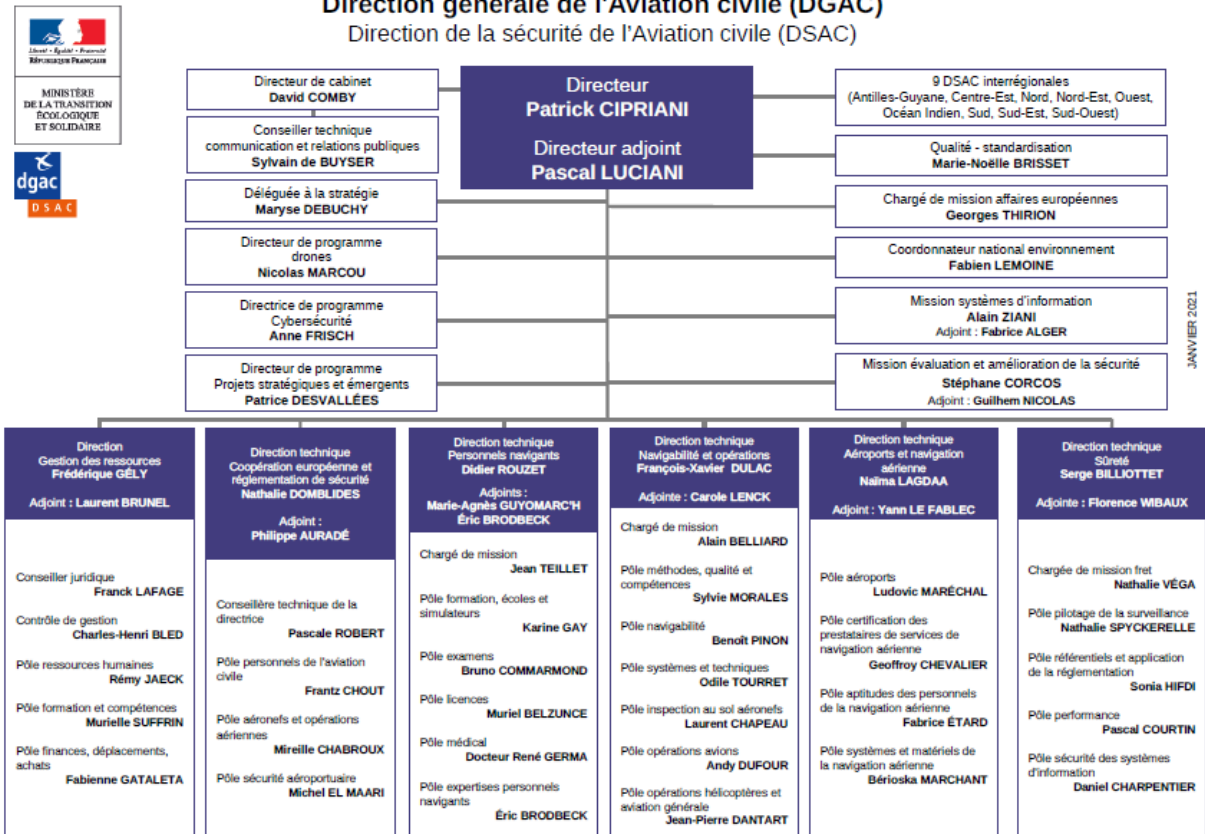 Direction générale de l'Aviation civile (DGAC)
Direction de la sécurité de l'Aviation civile (DSAC)
Liberté • Égalité • Fraternité
RÉPUBLIQUE FRANÇAISE
MINISTÈRE
DE LA TRANSITION
ÉCOLOGIQUE
ET SOLIDAIRE
dgac
DSAC
Directeur
Patrick CIPRIANI
Directeur adjoint
Pascal LUCIANI
Directeur de cabinet
David COMBY
Conseiller technique
communication et relations publiques
Sylvain de BUYSER
Déléguée à la stratégie
Maryse DEBUCHY
Directeur de programme
drones
Nicolas MARCOU
Directrice de programme
Cybersécurité
Anne FRISCH
Directeur de programme
Projets stratégiques et émergents
Patrice DESVALLÉES
9 DSAC interrégionales
(Antilles-Guyane, Centre-Est, Nord, Nord-Est, Ouest,
Océan Indien, Sud, Sud-Est, Sud-Ouest)
Qualité - standardisation
Marie-Noëlle BRISSET
Chargé de mission affaires européennes
Georges THIRION
Coordonnateur national environnement
Fabien LEMOINE
Mission systèmes d'information
Alain ZIANI
Adjoint : Fabrice ALGER
Mission évaluation et amélioration de la sécurité
Stéphane CORCOS
Adjoint : Guilhem NICOLAS
JANVIER 2021
Direction
Gestion des ressources
Frédérique GÉLY
Adjoint : Laurent BRUNEL
Conseiller juridique
Franck LAFAGE
Contrôle de gestion
Charles-Henri BLED
Pôle ressources humaines
Rémy JAECK
Pôle formation et compétences
Murielle SUFFRIN
Pôle finances, déplacements,
achats
Fabienne GATALETA
Direction technique
Coopération européenne et
réglementation de sécurité
Nathalie DOMBLIDES
Adjoint :
Philippe AURADÉ
Conseillère technique de la
directrice
Pascale ROBERT
Pôle personnels de l'aviation
civile
Frantz CHOUT
Pôle aéronefs et opérations
aériennes
Mireille CHABROUX
Pôle sécurité aéroportuaire
Michel EL MAARI
Direction technique
Personnels navigants
Didier ROUZET
Adjoints :
Marie-Agnès GUYOMARC'H
Éric BRODBECK
Chargé de mission
Jean TEILLET
Pôle formation, écoles et
simulateurs
Karine GAY
Pôle examens
Bruno COMMARMOND
Pôle licences
Muriel BELZUNCE
Pôle médical
Docteur René GERMA
Pôle expertises personnels
navigants
Éric BRODBECK
Direction technique
Navigabilité et opérations
François-Xavier DULAC
Adjointe : Carole LENCK
Chargé de mission
Alain BELLIARD
Pôle méthodes, qualité et
compétences
Sylvie MORALES
Pôle navigabilité
Benoît PINON
Pôle systèmes et techniques
Odile TOURRET
Pôle inspection au sol aéronefs
Laurent CHAPEAU
Pôle opérations avions
Andy DUFOUR
Pôle opérations hélicoptères et
aviation générale
Jean-Pierre DANTART
Direction technique
Aéroports et navigation
aérienne
Naïma LAGDAA
Adjoint : Yann LE FABLEC
Pôle aéroports
Ludovic MARÉCHAL
Pôle certification des
prestataires de services de
navigation aérienne
Geoffroy CHEVALIER
Pôle aptitudes des personnels
de la navigation aérienne
Fabrice ÉTARD
Pôle systèmes et matériels de
la navigation aérienne
Bérioska MARCHANT
Direction technique
Sûreté
Serge BILLIOTTET
Adjointe : Florence WIBAUX
Chargée de mission fret
Nathalie VÉGA
Pôle pilotage de la surveillance
Nathalie SPYCKERELLE
Pôle référentiels et application
de la réglementation
Sonia HIFDI
Pôle performance
Pascal COURTIN
Pôle sécurité des systèmes
d'information
Daniel CHARPENTIER